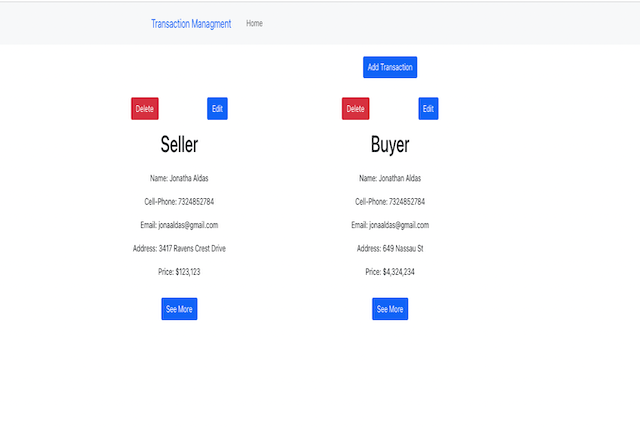 Transaction Managment Home
Add Transaction
Delete Edit
Seller
Name: Jonatha Aldas
Cell-Phone: 7324852784
Email: jonaaldas@gmail.com
Address: 3417 Ravens Crest Drive
Price: $123,123
See More
Delete Edit
Buyer
Name: Jonathan Aldas
Cell-Phone: 7324852784
Email: jonaaldas@gmail.com
Address: 649 Nassau St
Price: $4,324,234
See More